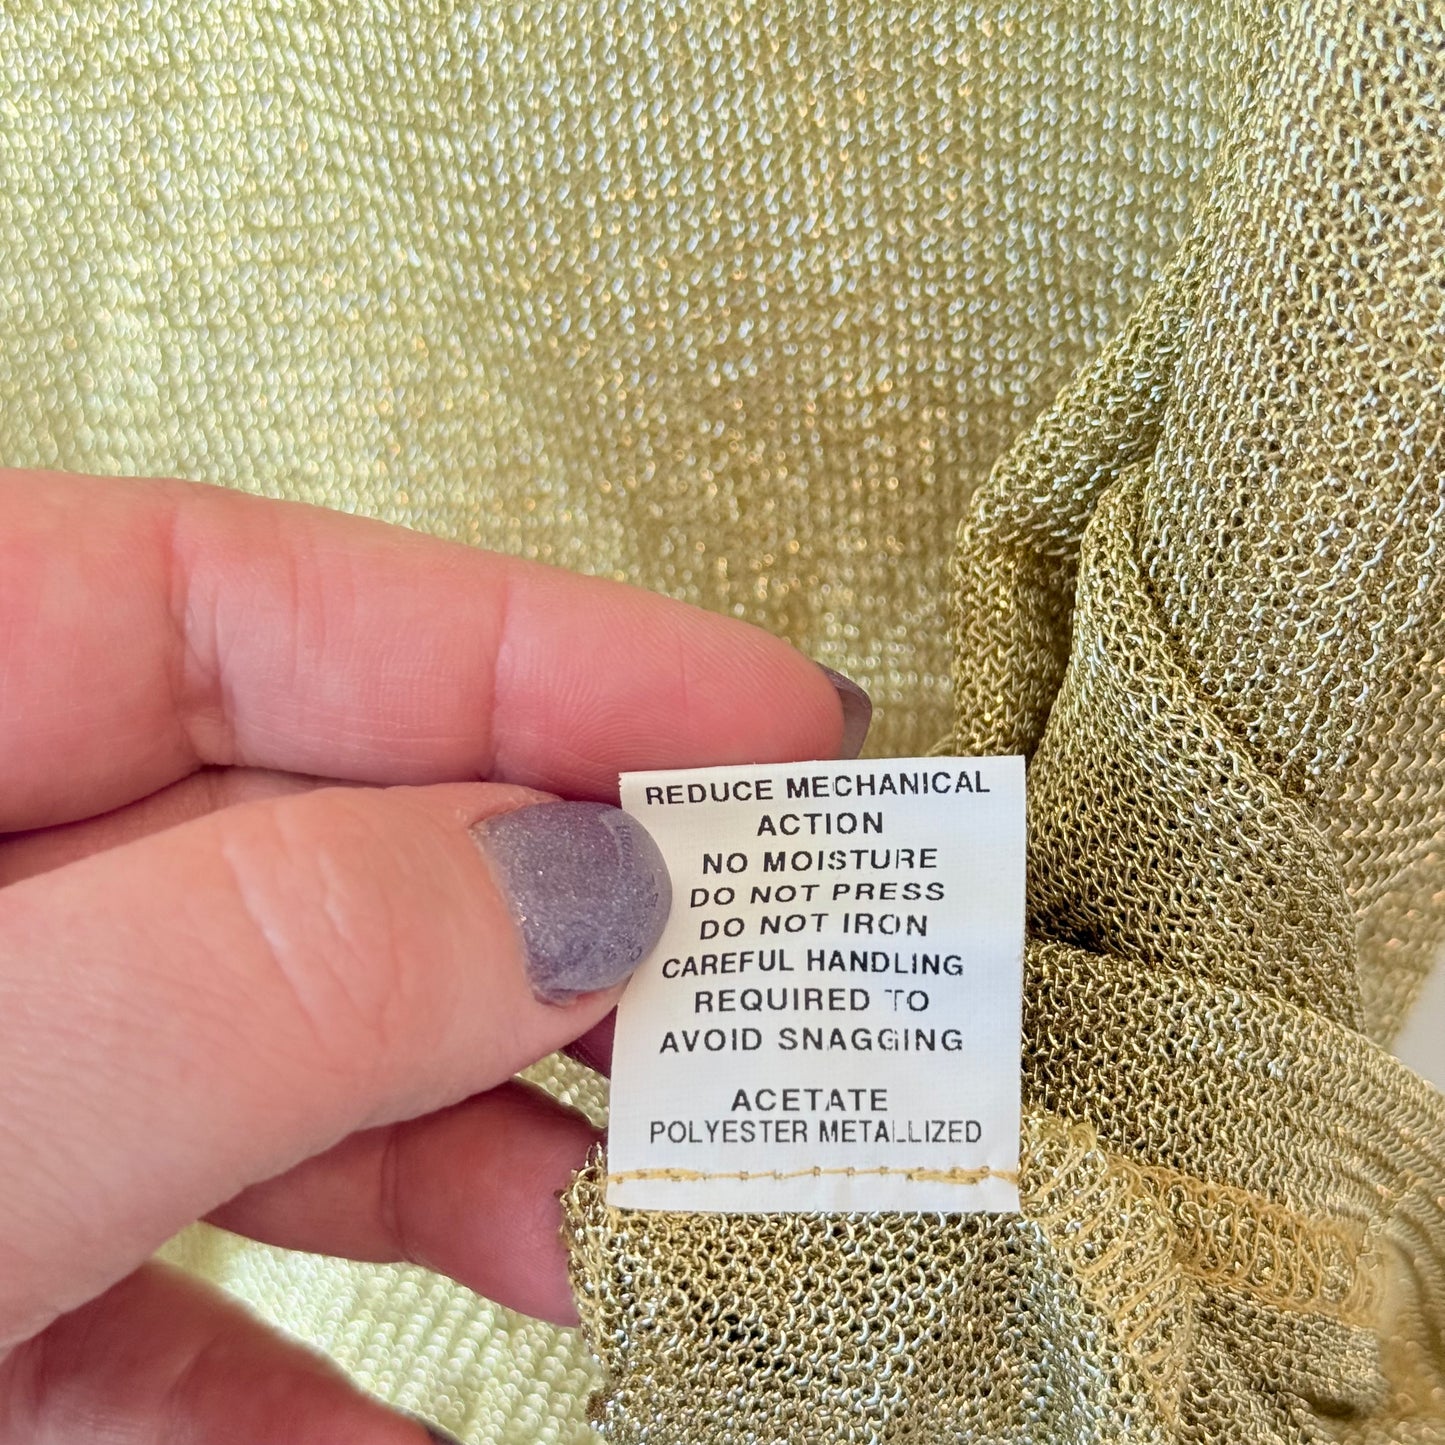 REDUCE MECHANICAL
ACTION
NO MOISTURE
DO NOT PRESS
DO NOT IRON
CAREFUL HANDLING
REQUIRED TO
AVOID SNAGGING
ACETATE
POLYESTER METALLIZED